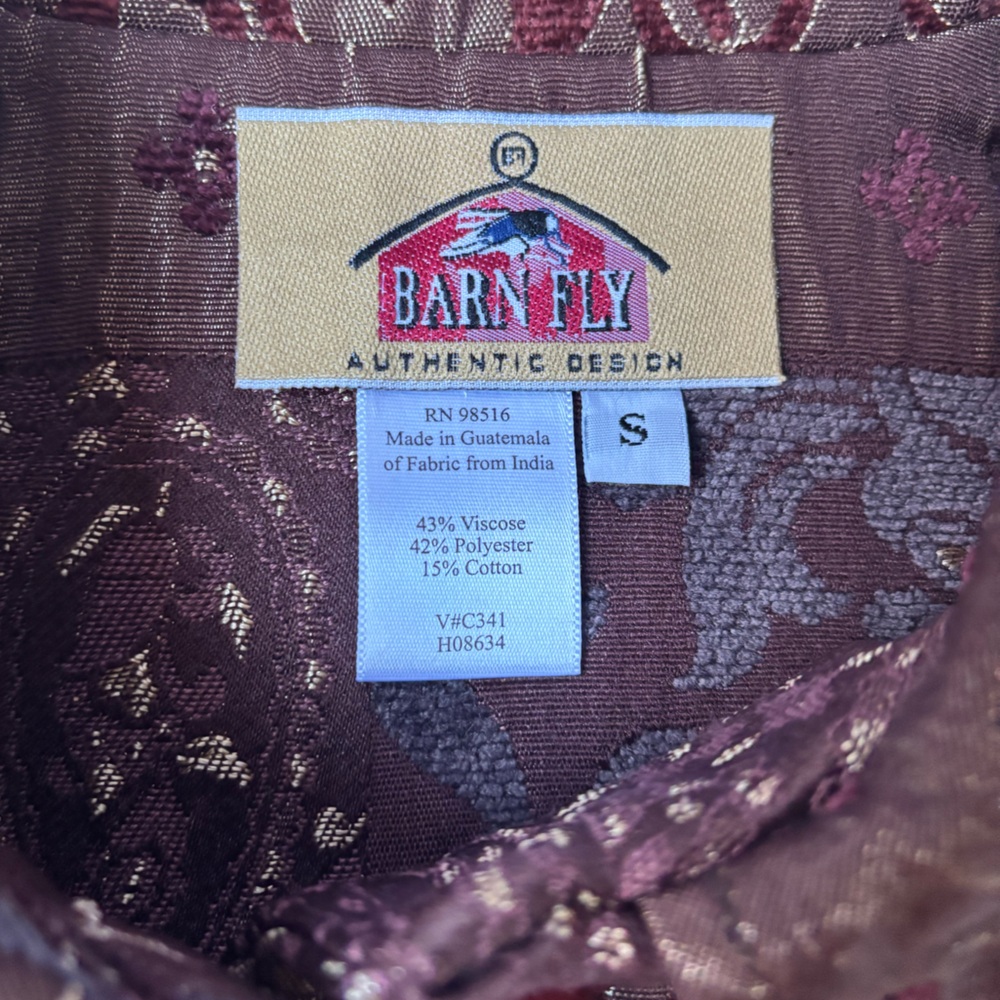 BF
BARN FLY
AUTHENTIC DESIGN
RN 98516
Made in Guatemala
of Fabric from India
43% Viscose
42% Polyester
15% Cotton
V#C341
H08634
S